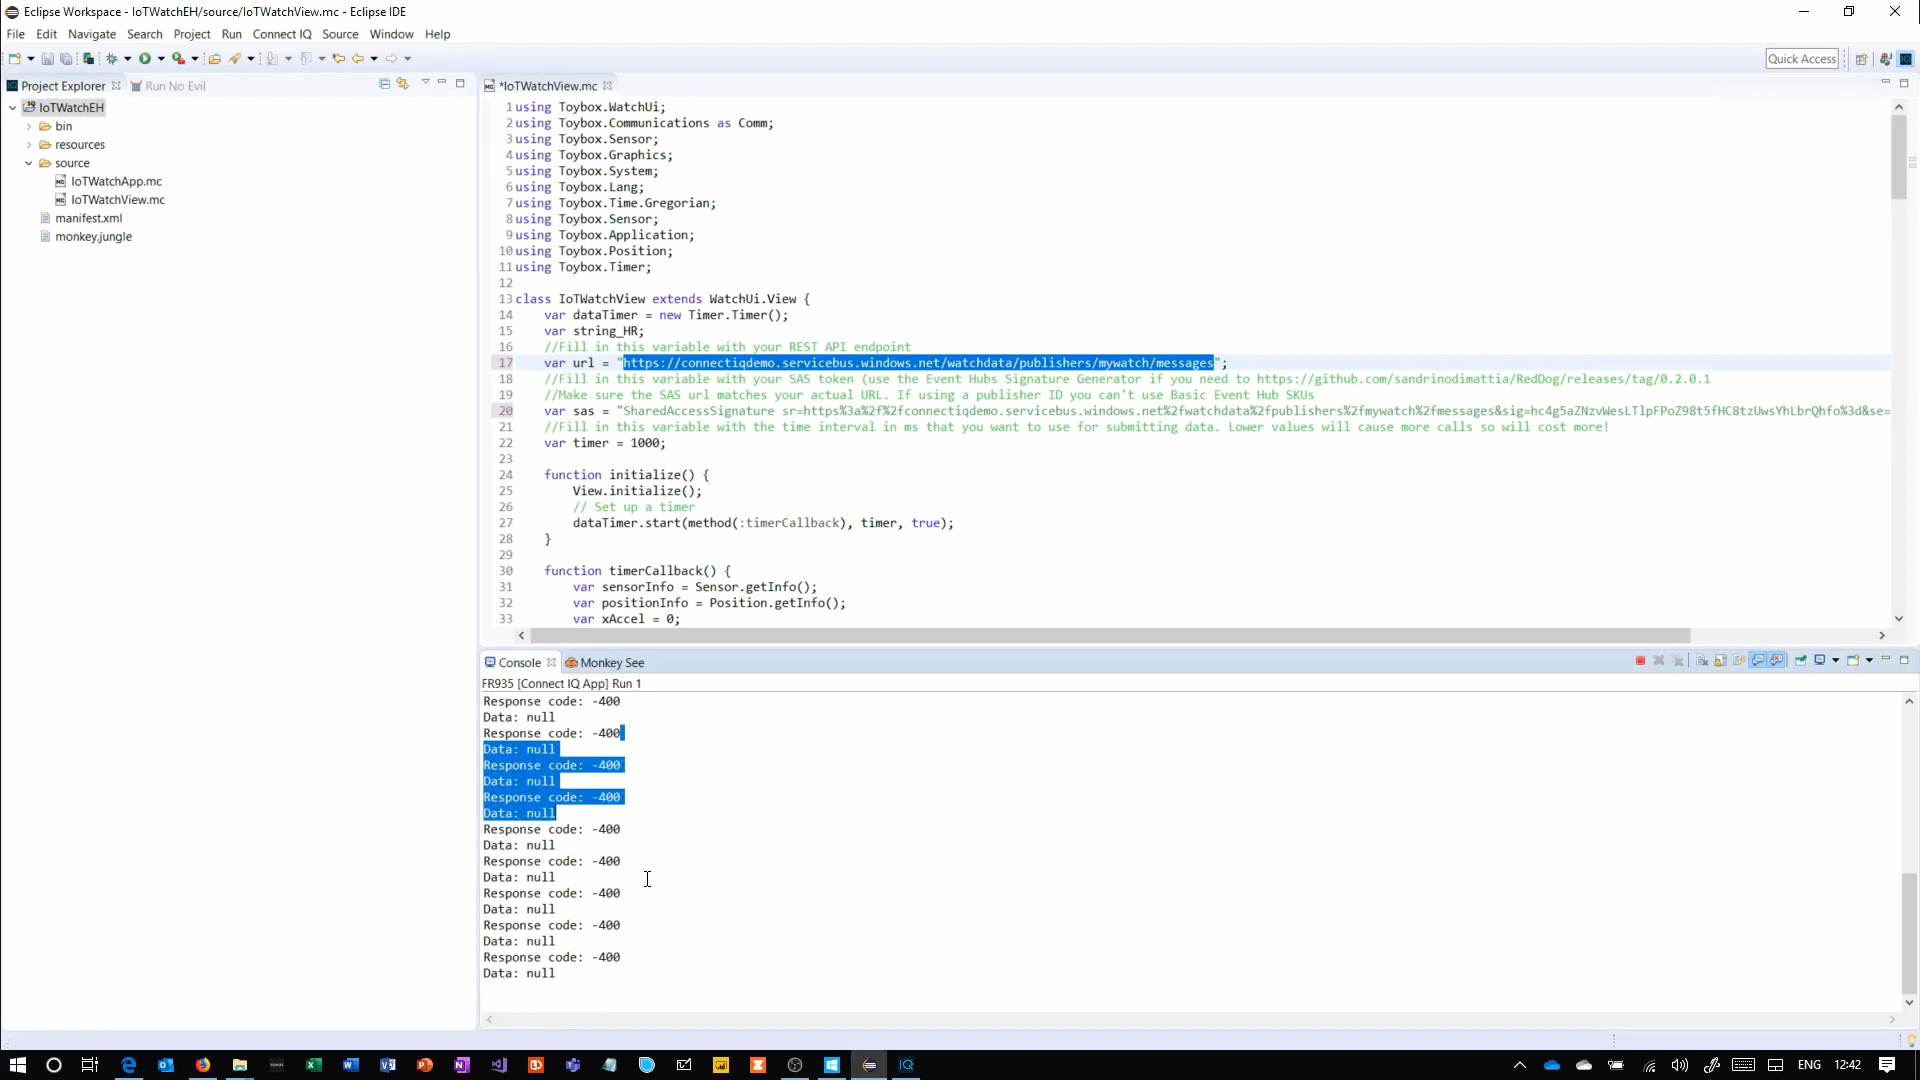 Eclipse Workspace - IoTWatchEH/source/IoTWatchView.mc - Eclipse IDE
File Edit Navigate Search Project Run Connect IQ Source Window Help
Quick Access
Project Explorer Run No Evil
IoTWatchEH
bin
resources
source
IoTWatchApp.mc
IoTWatchView.mc
manifest.xml
monkey.jungle
*IoTWatchView.mc
1 using Toybox.WatchUi;
2 using Toybox.Communications as Comm;
3 using Toybox.Sensor;
4 using Toybox.Graphics;
5 using Toybox.System;
6 using Toybox.Lang;
7 using Toybox.Time.Gregorian;
8 using Toybox.Sensor;
9 using Toybox.Application;
10 using Toybox.Position;
11 using Toybox.Timer;
12
13 class IoTWatchView extends WatchUi.View {
14 var dataTimer = new Timer.Timer();
15 var string_HR;
16 //Fill in this variable with your REST API endpoint
17 var url = "https://connectiqdemo.servicebus.windows.net/watchdata/publishers/mywatch/messages";
18 //Fill in this variable with your SAS token (use the Event Hubs Signature Generator if you need to https://github.com/sandrinodimattia/RedDog/releases/tag/0.2.0.1
19 //Make sure the SAS url matches your actual URL. If using a publisher ID you can't use Basic Event Hub SKUs
20 var sas = "SharedAccessSignature sr=https%3a%2f%2fconnectiqdemo.servicebus.windows.net%2fwatchdata%2fpublishers%2fmywatch%2fmessages&sig=hc4g5aZNzvWesLTlpFPoZ98t5fHC8tzUwsYhLbrQhfo%3d&se=
21 //Fill in this variable with the time interval in ms that you want to use for submitting data. Lower values will cause more calls so will cost more!
22 var timer = 1000;
23
24 function initialize() {
25 View.initialize();
26 // Set up a timer
27 dataTimer.start(method(:timerCallback), timer, true);
28 }
29
30 function timerCallback() {
31 var sensorInfo = Sensor.getInfo();
32 var positionInfo = Position.getInfo();
33 var xAccel = 0;
Console Monkey See
FR935 [Connect IQ App] Run 1
Response code: -400
Data: null
Response code: -400
Data: null
Response code: -400
Data: null
Response code: -400
Data: null
Response code: -400
Data: null
Response code: -400
Data: null
Response code: -400
Data: null
Response code: -400
Data: null
Response code: -400
Data: null
ENG 12:42